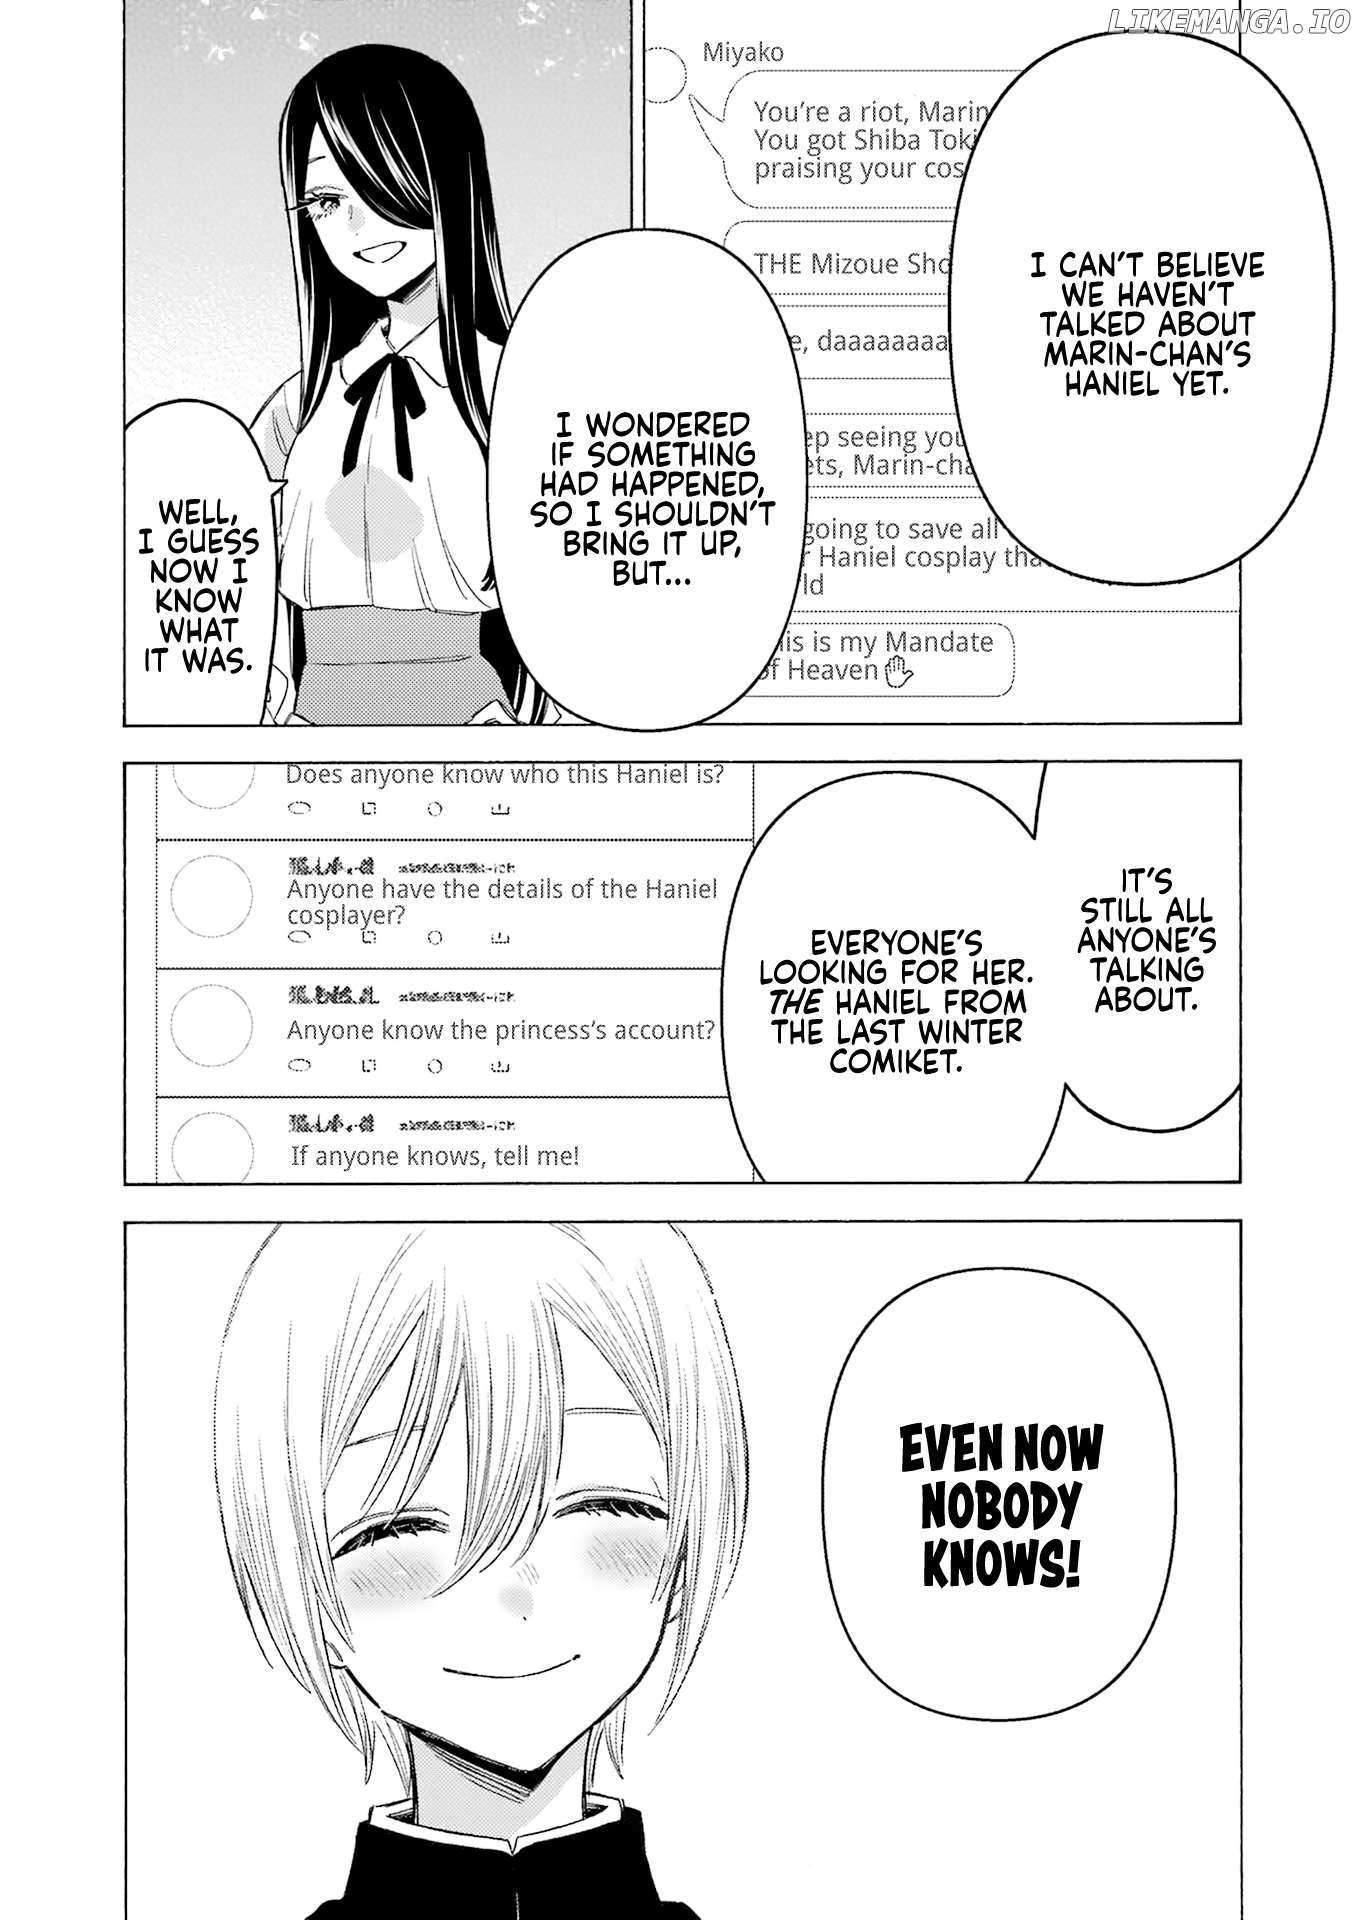 LIKEMANGA.IO
Miyako
You're a riot, Marin
You got Shiba Toki
praising your cos
THE Mizoue Sho
e, daaaaaaaa
ep seeing you
ets, Marin-cha
going to save all
r Haniel cosplay tha
rld
his is my Mandate
of Heaven✋
I CAN'T BELIEVE
WE HAVEN'T
TALKED ABOUT
MARIN-CHAN'S
HANIEL YET.
I WONDERED
IF SOMETHING
HAD HAPPENED,
SO I SHOULDN'T
BRING IT UP,
BUT...
WELL,
I GUESS
NOW I
KNOW
WHAT
IT WAS.
IT'S
STILL ALL
ANYONE'S
TALKING
ABOUT.
EVERYONE'S
LOOKING FOR HER.
THE HANIEL FROM
THE LAST WINTER
COMIKET.
Does anyone know who this Haniel is?
Anyone have the details of the Haniel
cosplayer?
Anyone know the princess's account?
If anyone knows, tell me!
EVEN NOW
NOBODY
KNOWS!